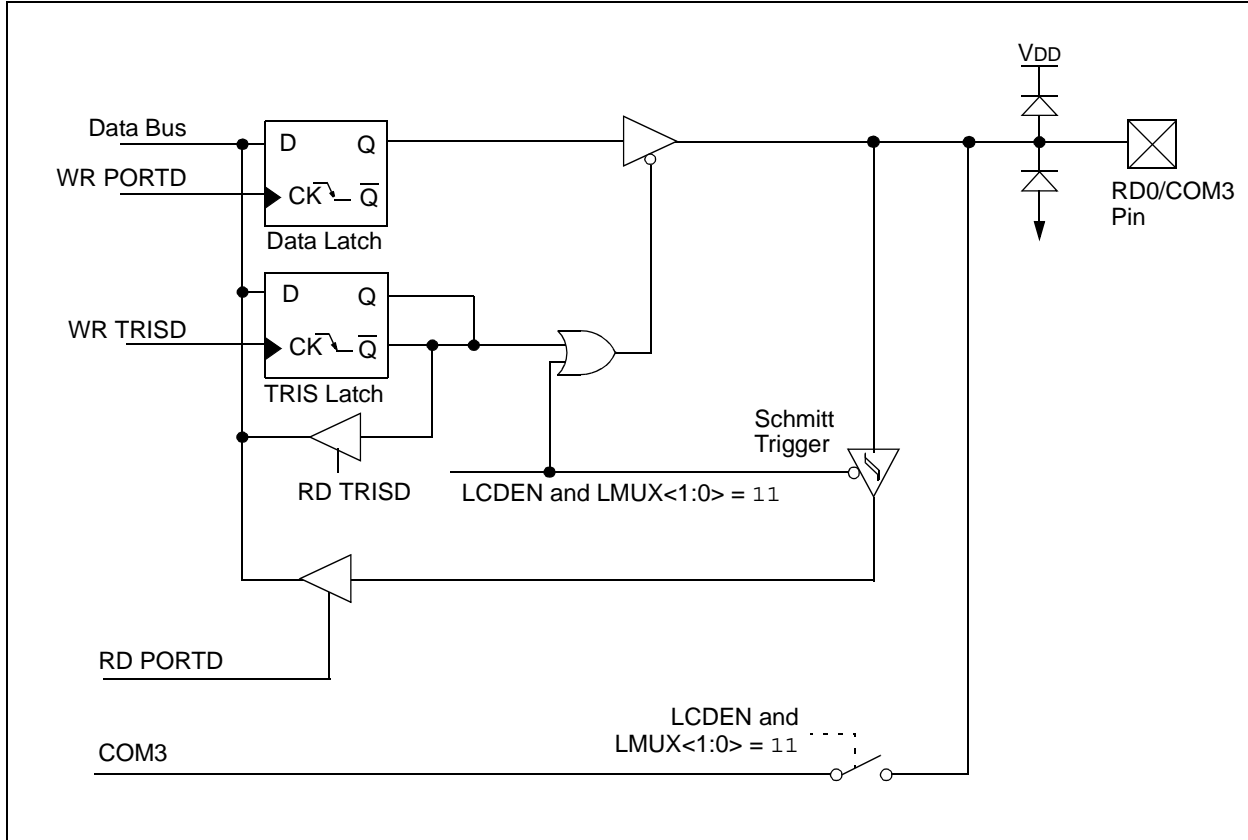 VDD
Data Bus
D Q
WR PORTD
CK Q̅
RD0/COM3
Pin
Data Latch
D Q
WR TRISD
CK Q̅
TRIS Latch
Schmitt
Trigger
RD TRISD
LCDEN and LMUX<1:0> = 11
RD PORTD
LCDEN and
LMUX<1:0> = 11
COM3